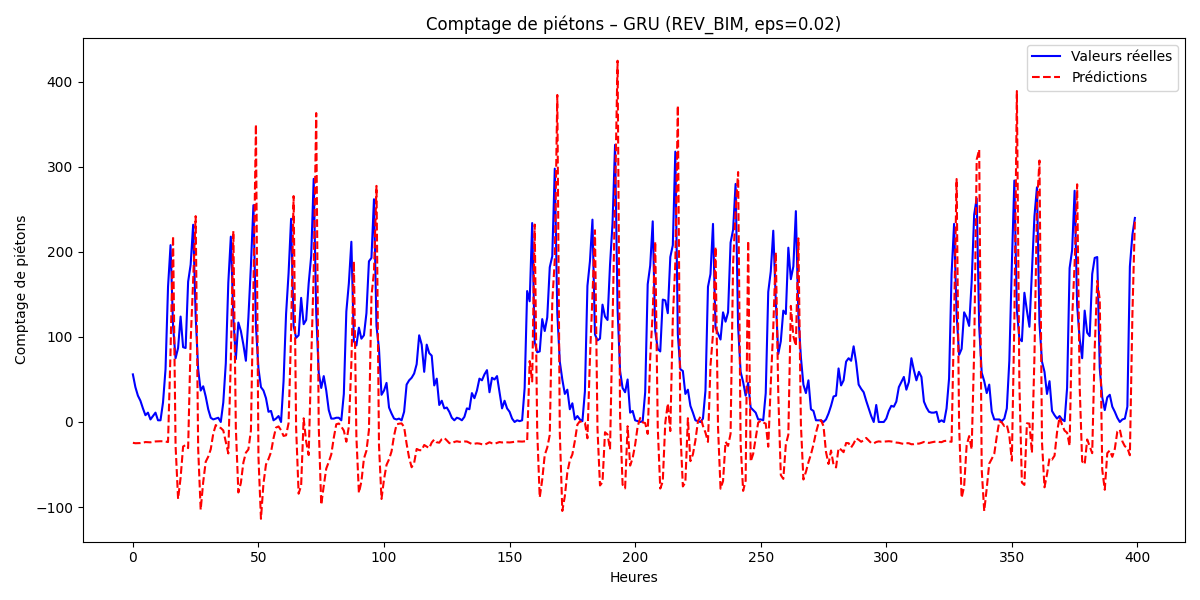 Comptage de piétons – GRU (REV_BIM, eps=0.02)
Valeurs réelles
Prédictions
Comptage de piétons
400
300
200
100
0
−100
0 50 100 150 200 250 300 350 400
Heures